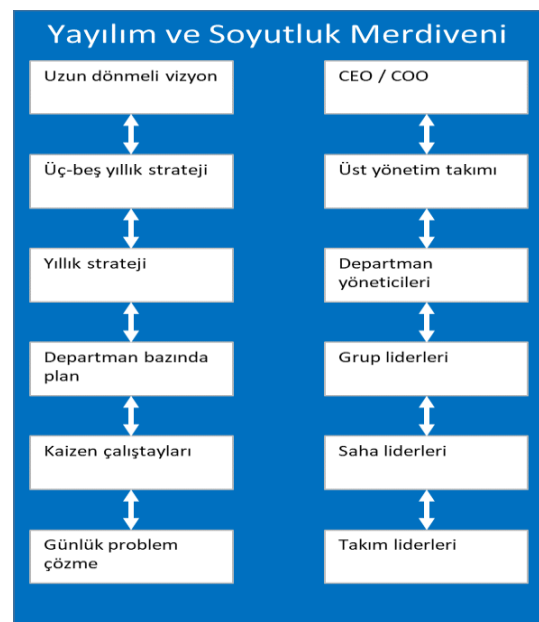 Yayılım ve Soyutluk Merdiveni
Uzun dönmeli vizyon
CEO / COO
Üç-beş yıllık strateji
Üst yönetim takımı
Yıllık strateji
Departman
yöneticileri
Departman bazında
plan
Grup liderleri
Kaizen çalıştayları
Saha liderleri
Günlük problem
çözme
Takım liderleri